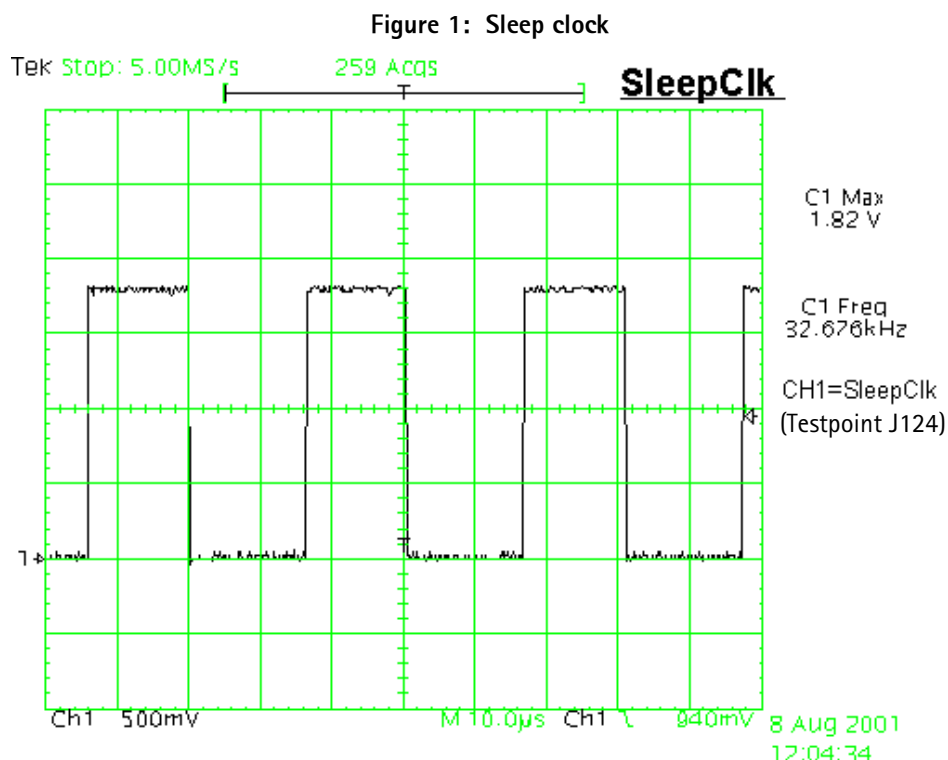 Figure 1: Sleep clock
Tek Stop: 5.00MS/s 259 Acqs
SleepClk
T
C1 Max
1.82 V
C1 Freq
32.676kHz
CH1=SleepClk
(Testpoint J124)
1
Ch1 500mV M 10.0µs Ch1 940mV
8 Aug 2001
12:04:34